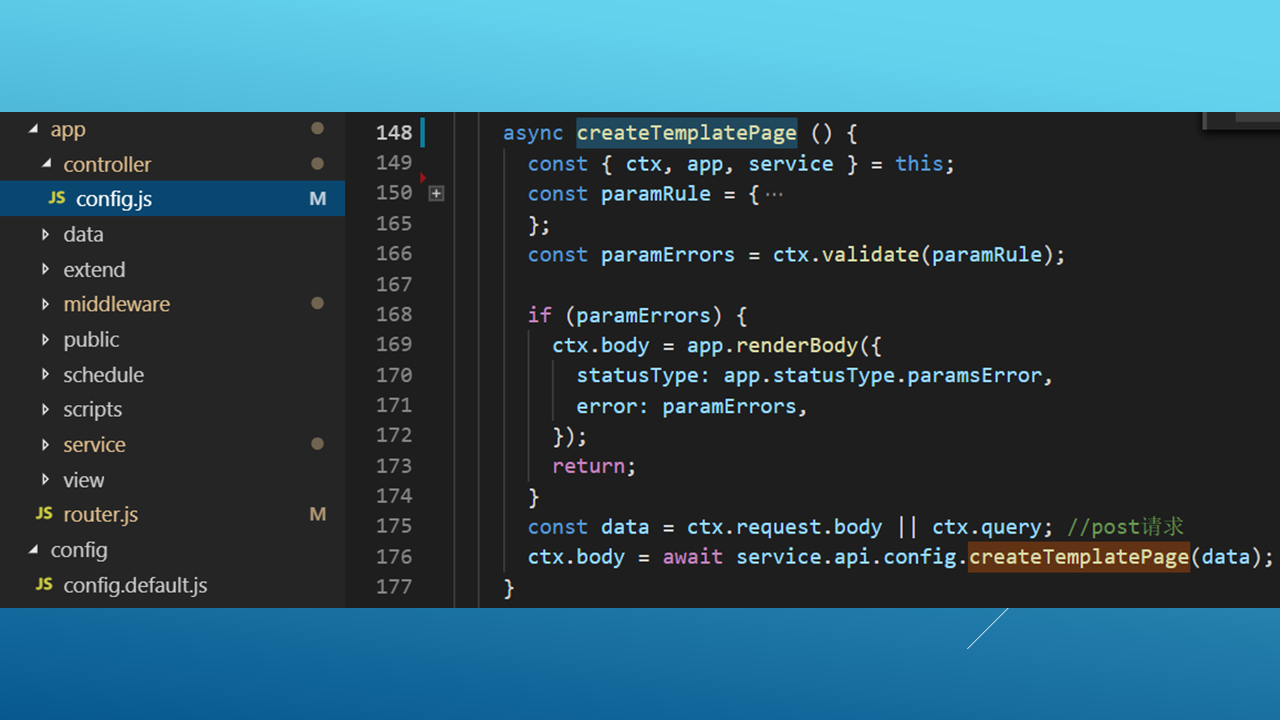 app
controller
JS config.js M
data
extend
middleware
public
schedule
scripts
service
view
JS router.js M
config
JS config.default.js
148 async createTemplatePage () {
149 const { ctx, app, service } = this;
150 const paramRule = {···
165 };
166 const paramErrors = ctx.validate(paramRule);
167
168 if (paramErrors) {
169 ctx.body = app.renderBody({
170 statusType: app.statusType.paramsError,
171 error: paramErrors,
172 });
173 return;
174 }
175 const data = ctx.request.body || ctx.query; //post请求
176 ctx.body = await service.api.config.createTemplatePage(data);
177 }